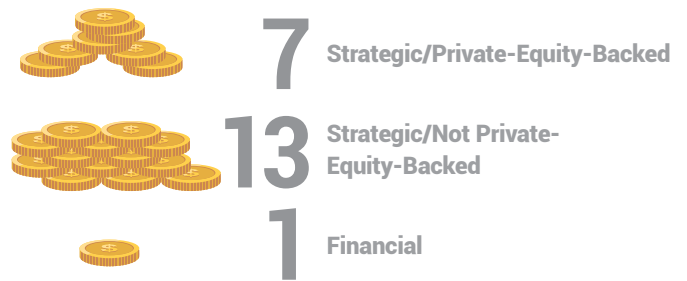 7 Strategic/Private-Equity-Backed
13 Strategic/Not Private-
Equity-Backed
1 Financial